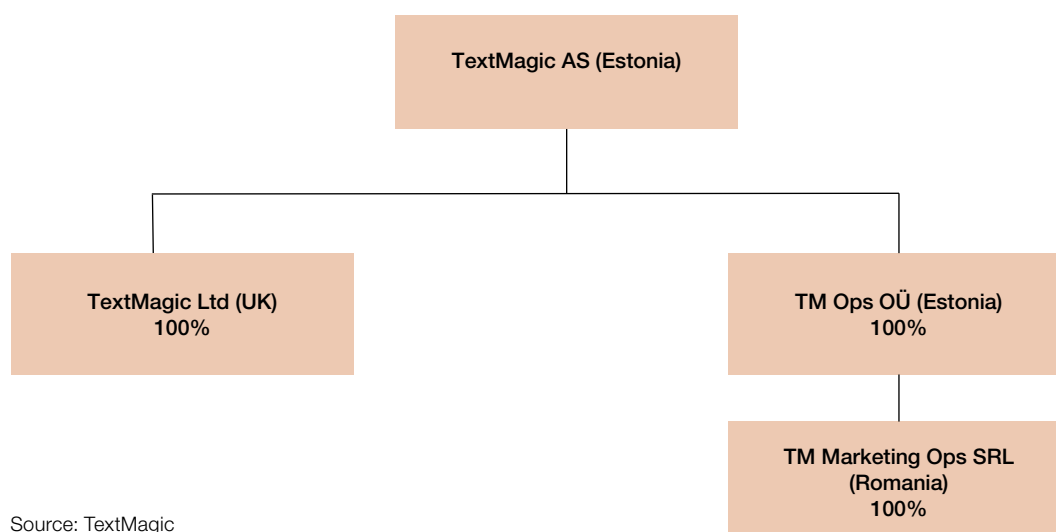 TextMagic AS (Estonia)
TextMagic Ltd (UK)
100%
TM Ops OÜ (Estonia)
100%
TM Marketing Ops SRL
(Romania)
100%
Source: TextMagic